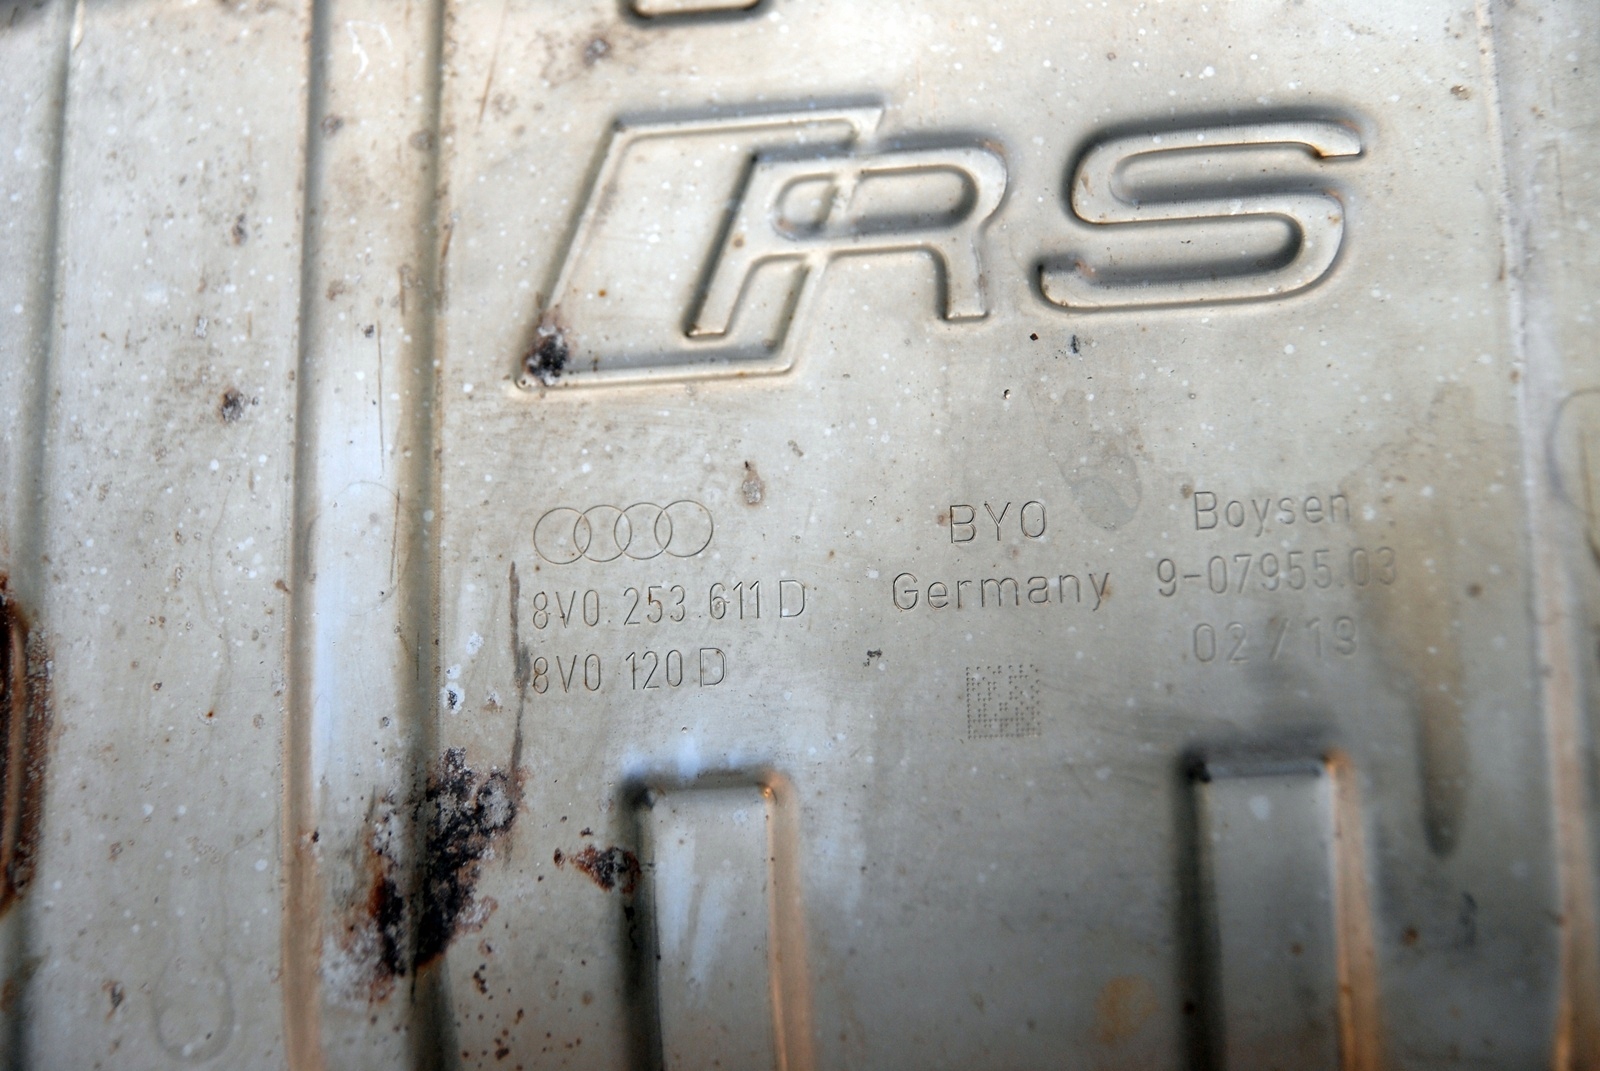 RS
8V0 253 611 D
8V0 120 D
BYO
Germany
Boysen
9-07955.03
02/19